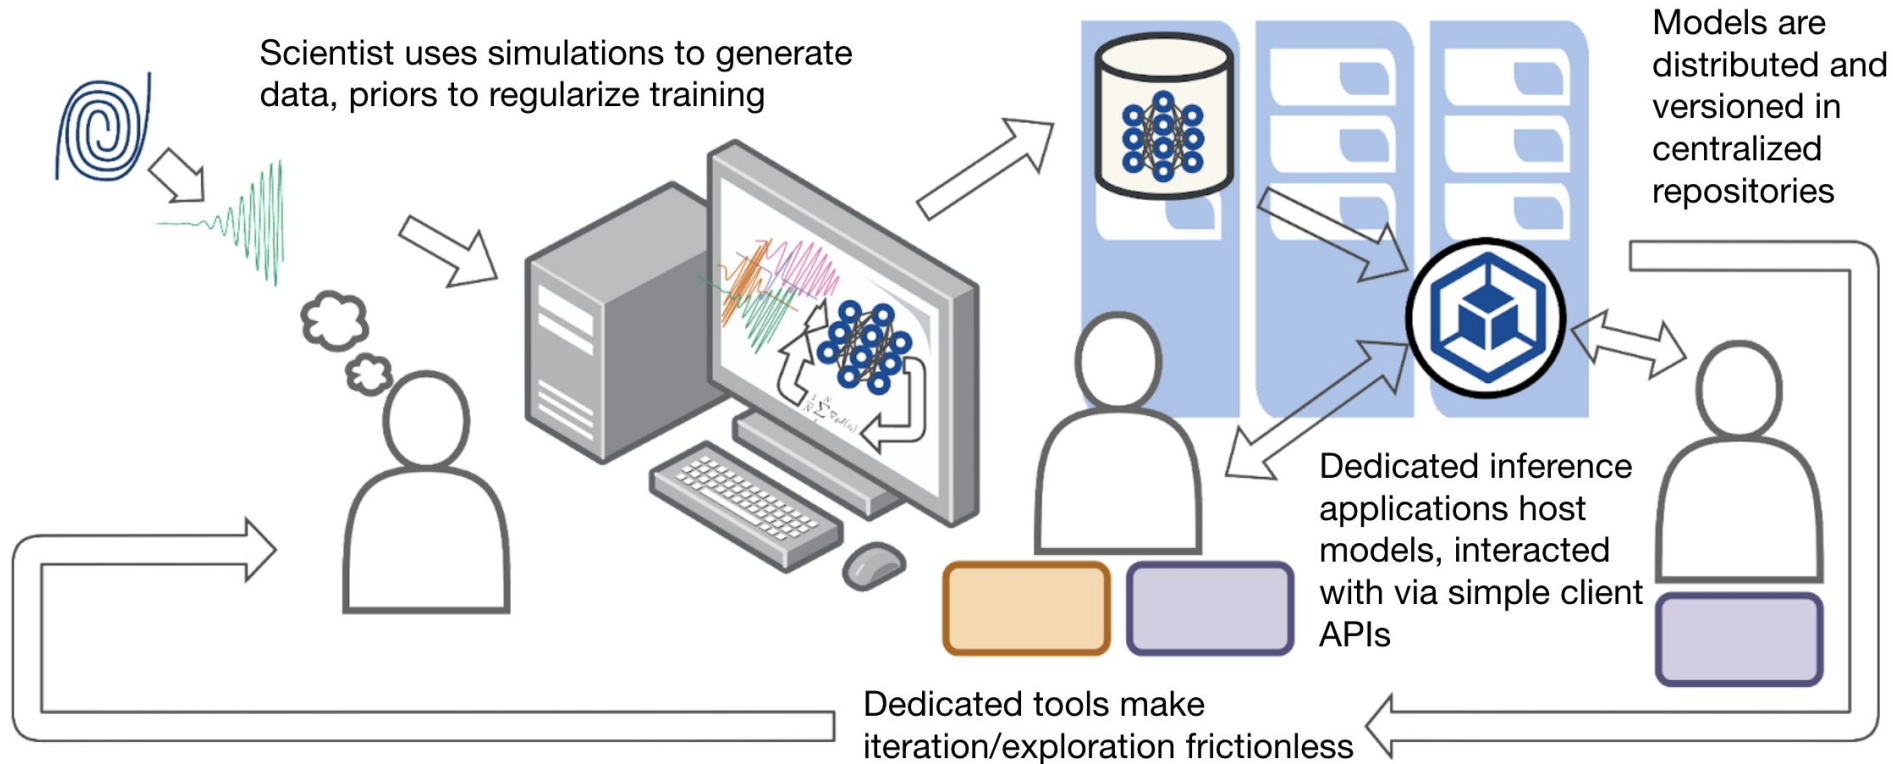 Scientist uses simulations to generate
data, priors to regularize training
Models are
distributed and
versioned in
centralized
repositories
Dedicated inference
applications host
models, interacted
with via simple client
APIs
Dedicated tools make
iteration/exploration frictionless